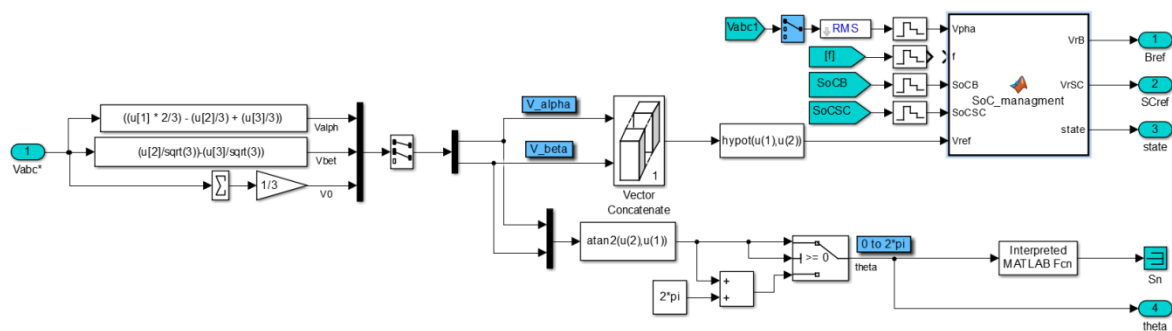 Vabc1
RMS
[f]
SoCB
SoCSC
Vpha
f
SoCB
SoCSC
Vref
SoC_managment
VrB
VrSC
state
1
Bref
2
SCref
3
state
1
Vabc*
((u[1] * 2/3) - (u[2]/3) + (u[3]/3))
Valph
(u[2]/sqrt(3))-(u[3]/sqrt(3))
Vbet
1/3
V0
V_alpha
V_beta
1
Vector
Concatenate
hypot(u(1),u(2))
atan2(u(2),u(1))
2*pi
+
+
>= 0
theta
0 to 2*pi
Interpreted
MATLAB Fcn
Sn
4
theta